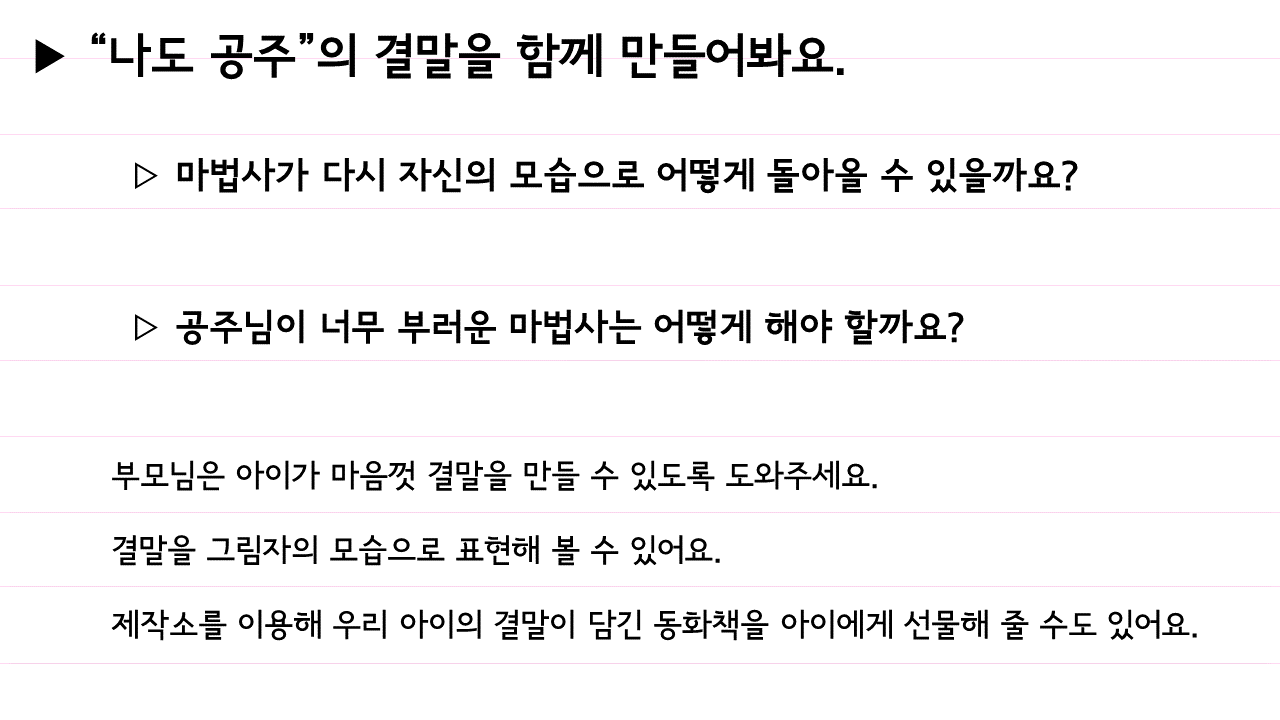 ▶ “나도 공주”의 결말을 함께 만들어봐요.
▷ 마법사가 다시 자신의 모습으로 어떻게 돌아올 수 있을까요?
▷ 공주님이 너무 부러운 마법사는 어떻게 해야 할까요?
부모님은 아이가 마음껏 결말을 만들 수 있도록 도와주세요.
결말을 그림자의 모습으로 표현해 볼 수 있어요.
제작소를 이용해 우리 아이의 결말이 담긴 동화책을 아이에게 선물해 줄 수도 있어요.